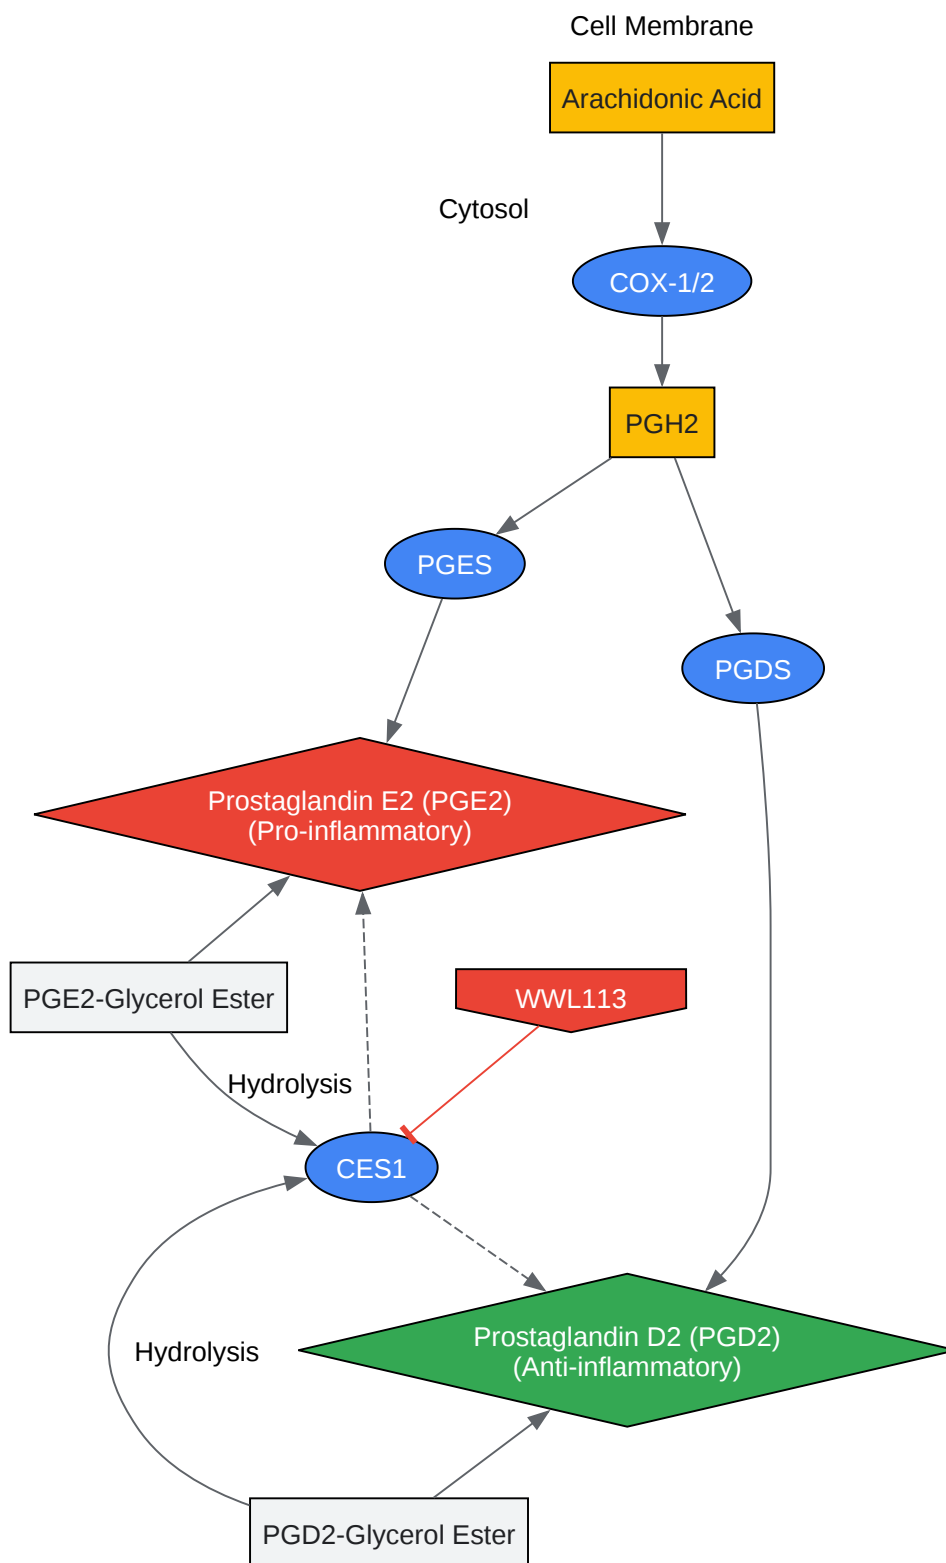 Cell Membrane
Arachidonic Acid
Cytosol
COX-1/2
PGH2
PGES
PGDS
Prostaglandin E2 (PGE2)
(Pro-inflammatory)
PGE2-Glycerol Ester
WWL113
Hydrolysis
CES1
Prostaglandin D2 (PGD2)
(Anti-inflammatory)
Hydrolysis
PGD2-Glycerol Ester